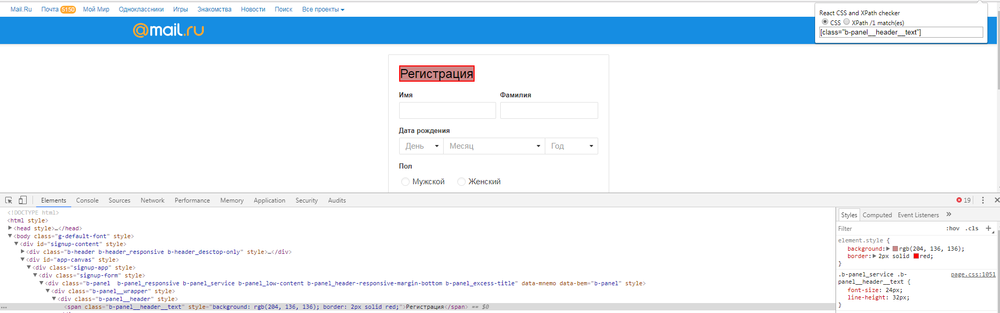 Mail.Ru Почта 5150 Мой Мир Одноклассники Игры Знакомства Новости Поиск Все проекты
@mail.ru
React CSS and XPath checker
CSS XPath /1 match(es)
[class="b-panel__header__text"]
Регистрация
Имя Фамилия
Дата рождения
День Месяц Год
Пол
Мужской Женский
Elements Console Sources Network Performance Memory Application Security Audits 19
<!DOCTYPE html>
<html style>
<head style>…</head>
<body class="g-default-font" style>
<div id="signup-content" style>
<div class="b-header b-header_responsive b-header_desctop-only" style>…</div>
<div id="app-canvas" style>
<div class="signup-app" style>
<div class="signup-form" style>
<div class="b-panel  b-panel_responsive b-panel_service b-panel_low-content b-panel_header-responsive-margin-bottom b-panel_excess-title" data-mnemo data-bem="b-panel" style>
<div class="b-panel__wrapper" style>
<div class="b-panel__header" style>
… <span class="b-panel__header__text" style="background: rgb(204, 136, 136); border: 2px solid red;">Регистрация</span> == $0
Styles Computed Event Listeners »
Filter :hov .cls +
element.style {
background: rgb(204, 136, 136);
border: 2px solid red;
}
.b-panel_service .b- page.css:1051
panel__header__text {
font-size: 24px;
line-height: 32px;
}